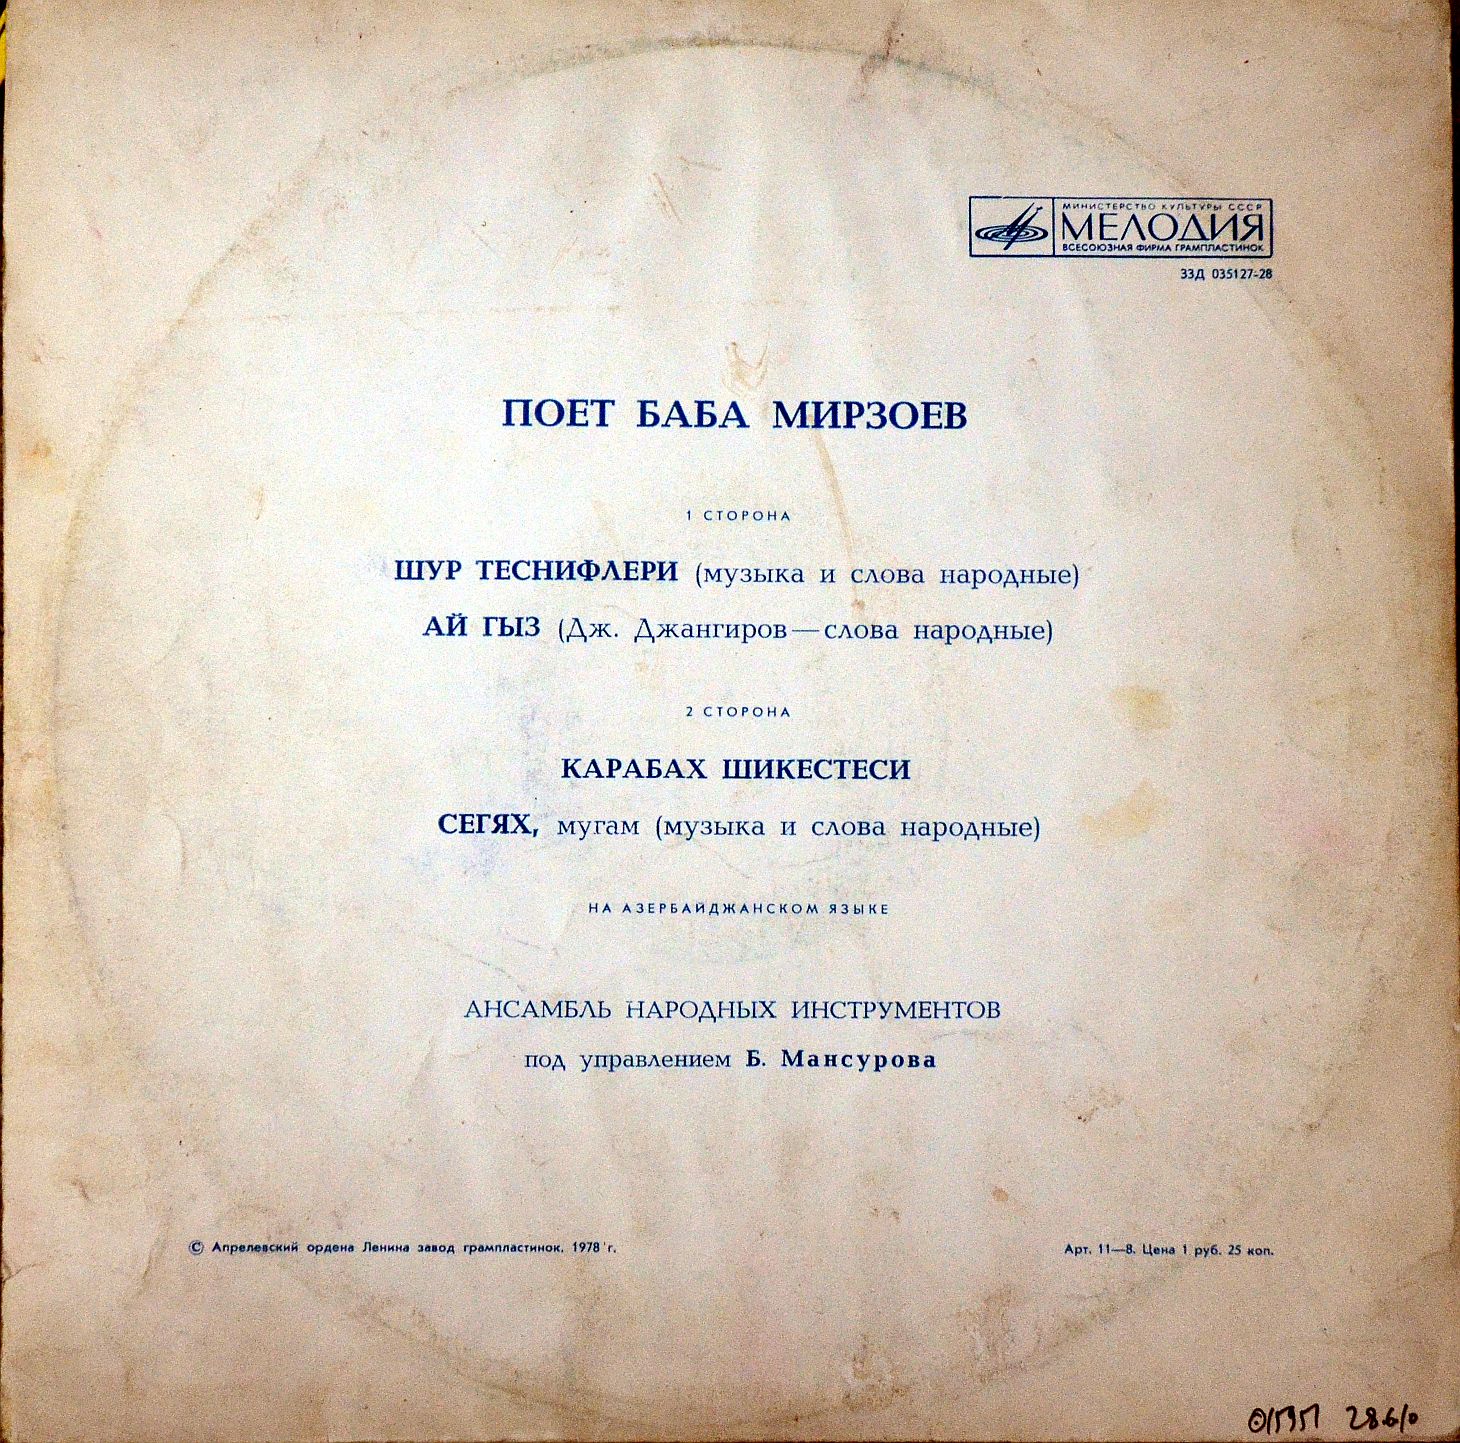 МИНИСТЕРСТВО КУЛЬТУРЫ СССР
МЕЛОДИЯ
ВСЕСОЮЗНАЯ ФИРМА ГРАМПЛАСТИНОК
33Д 035127-28
ПОЕТ БАБА МИРЗОЕВ
1 СТОРОНА
ШУР ТЕСНИФЛЕРИ (музыка и слова народные)
АЙ ГЫЗ (Дж. Джангиров—слова народные)
2 СТОРОНА
КАРАБАХ ШИКЕСТЕСИ
СЕГЯХ, мугам (музыка и слова народные)
НА АЗЕРБАЙДЖАНСКОМ ЯЗЫКЕ
АНСАМБЛЬ НАРОДНЫХ ИНСТРУМЕНТОВ
под управлением Б. Мансурова
© Апрелевский ордена Ленина завод грампластинок, 1978 г.
Арт. 11—8. Цена 1 руб. 25 коп.